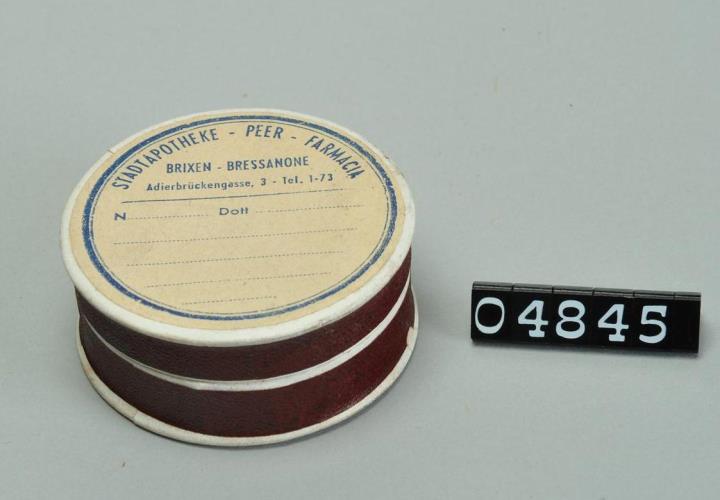 STADTAPOTHEKE - PEER - FARMACIA
BRIXEN - BRESSANONE
Adlerbrückengasse, 3 - Tel. 1-73
N Dott
04845